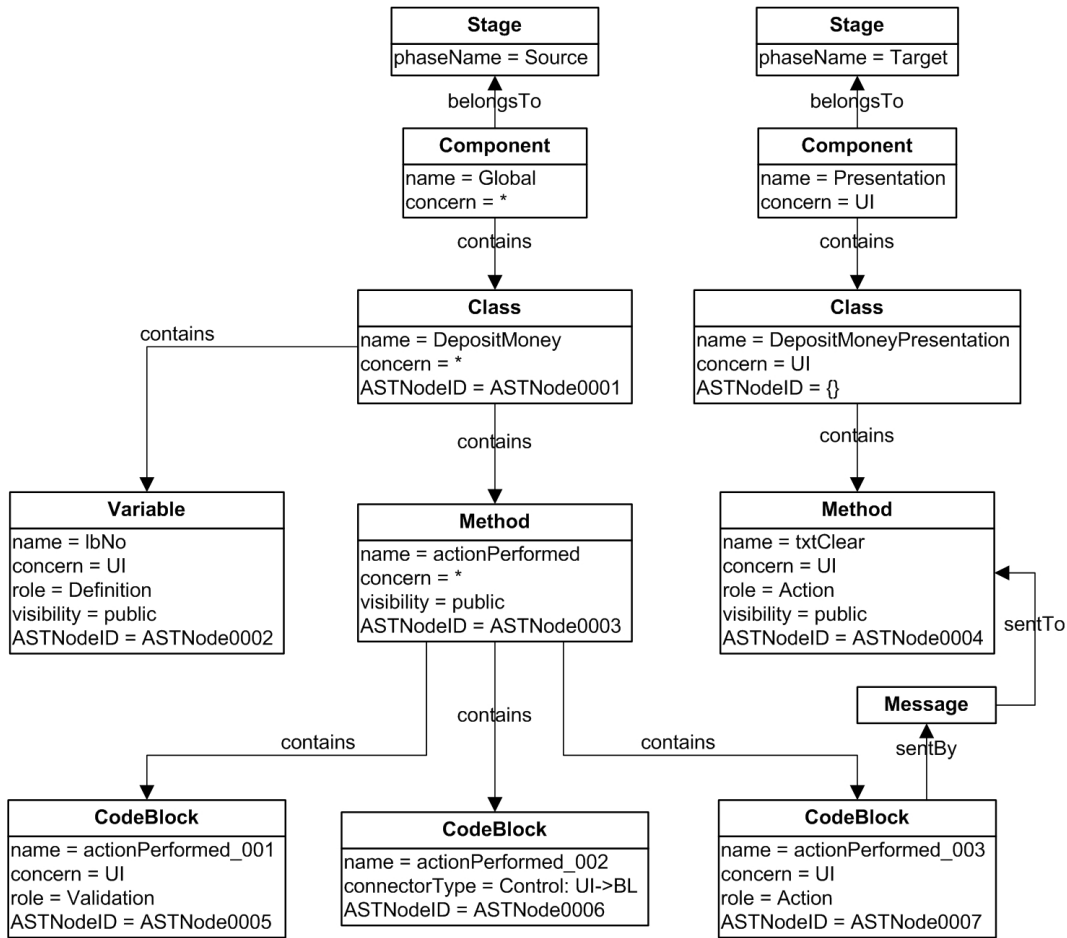 Stage
phaseName = Source
Stage
phaseName = Target
belongsTo
belongsTo
Component
name = Global
concern = *
Component
name = Presentation
concern = UI
contains
contains
Class
name = DepositMoney
concern = *
ASTNodeID = ASTNode0001
Class
name = DepositMoneyPresentation
concern = UI
ASTNodeID = {}
contains
contains
contains
Variable
name = lbNo
concern = UI
role = Definition
visibility = public
ASTNodeID = ASTNode0002
Method
name = actionPerformed
concern = *
visibility = public
ASTNodeID = ASTNode0003
Method
name = txtClear
concern = UI
role = Action
visibility = public
ASTNodeID = ASTNode0004
sentTo
Message
sentBy
contains
contains
contains
CodeBlock
name = actionPerformed_001
concern = UI
role = Validation
ASTNodeID = ASTNode0005
CodeBlock
name = actionPerformed_002
connectorType = Control: UI->BL
ASTNodeID = ASTNode0006
CodeBlock
name = actionPerformed_003
concern = UI
role = Action
ASTNodeID = ASTNode0007